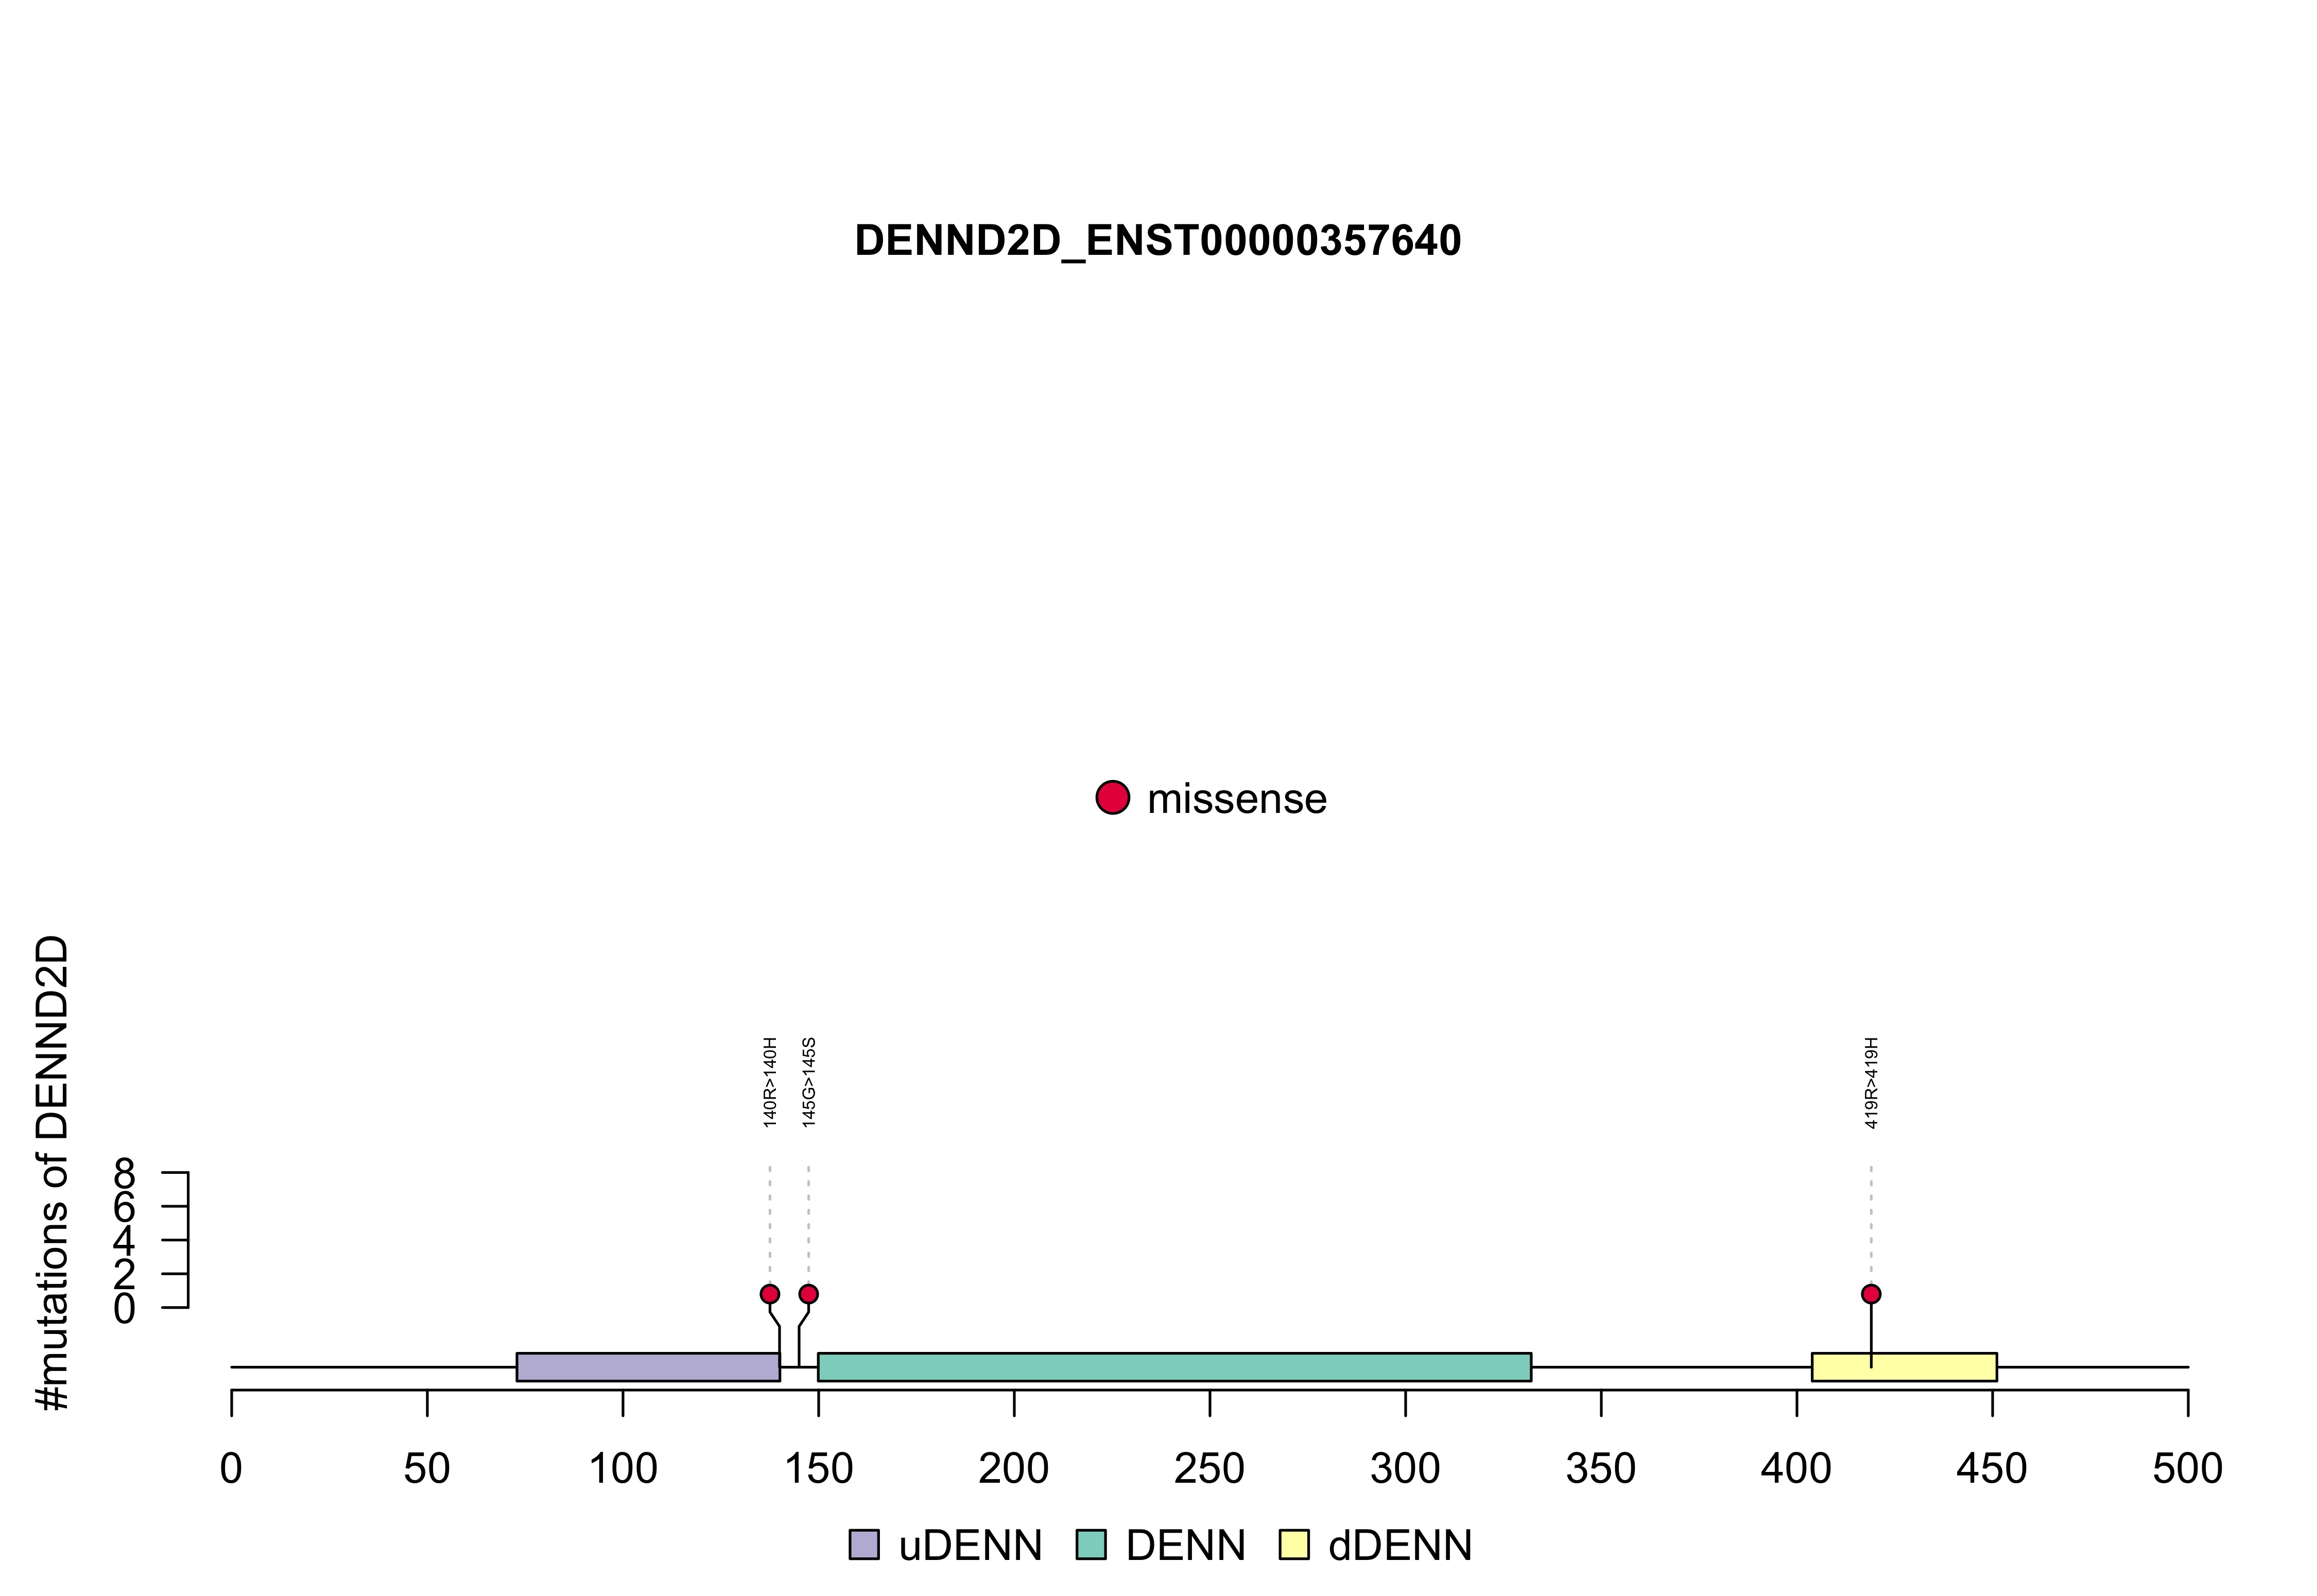 DENND2D_ENST00000357640
missense
#mutations of DENND2D
140R>140H
145G>145S
419R>419H
8
6
4
2
0
0 50 100 150 200 250 300 350 400 450 500
uDENN DENN dDENN